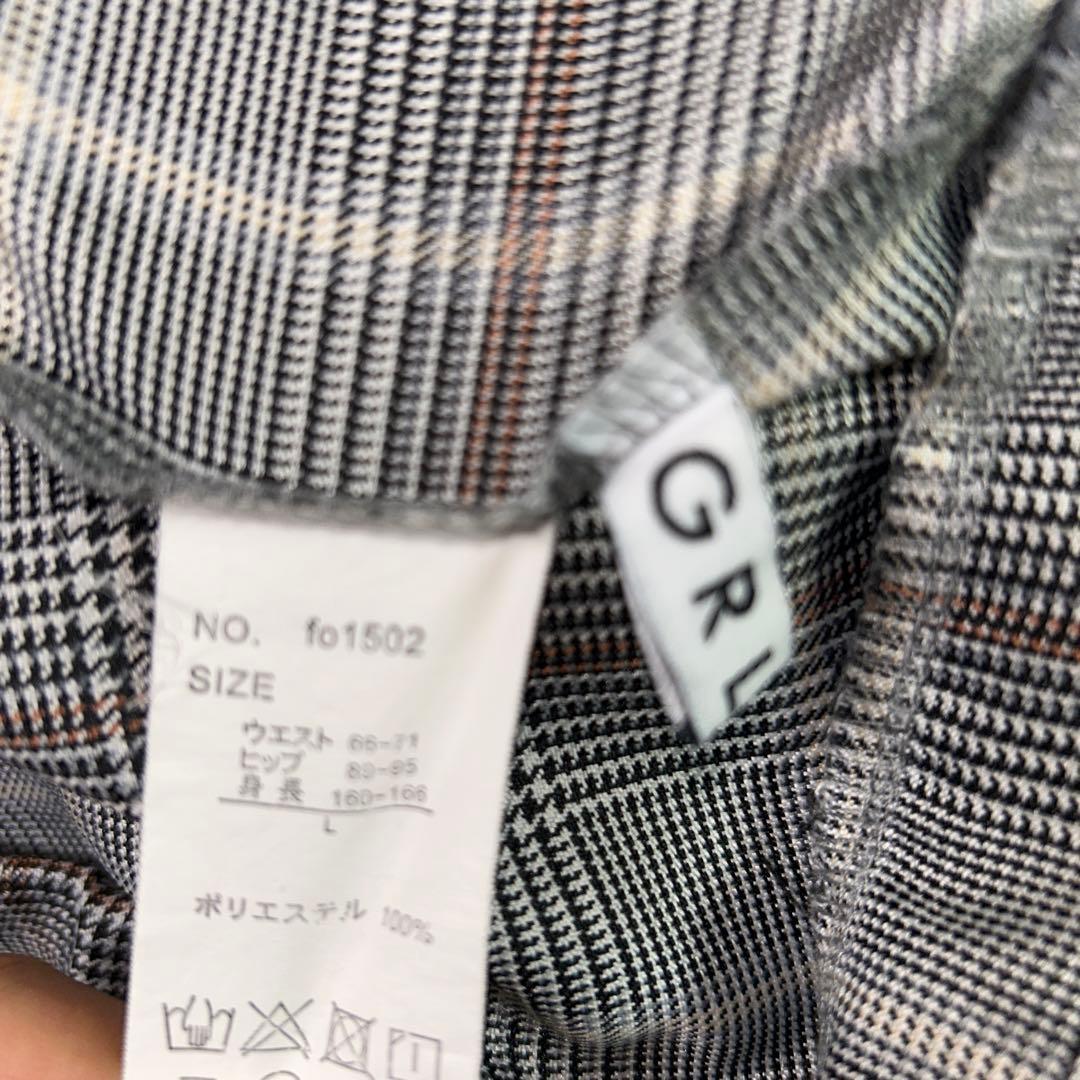 NO. fo1502
SIZE
ウエスト 66-71
ヒップ 89-95
身長 160-166
L
ポリエステル 100%
GRL